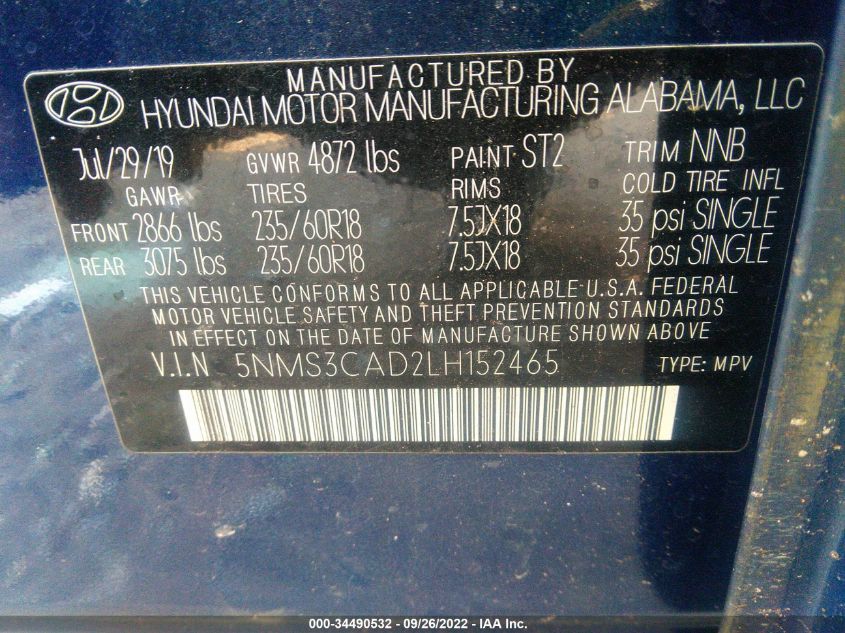 MANUFACTURED BY
HYUNDAI MOTOR MANUFACTURING ALABAMA, LLC
Jul/29/19 GVWR 4872 lbs PAINT ST2 TRIM NNB
GAWR TIRES RIMS COLD TIRE INFL
FRONT 2866 lbs 235/60R18 7.5JX18 35 psi SINGLE
REAR 3075 lbs 235/60R18 7.5JX18 35 psi SINGLE
THIS VEHICLE CONFORMS TO ALL APPLICABLE U.S.A. FEDERAL
MOTOR VEHICLE SAFETY AND THEFT PREVENTION STANDARDS
IN EFFECT ON THE DATE OF MANUFACTURE SHOWN ABOVE
V.I.N 5NMS3CAD2LH152465 TYPE: MPV
000-34490532 - 09/26/2022 - IAA Inc.